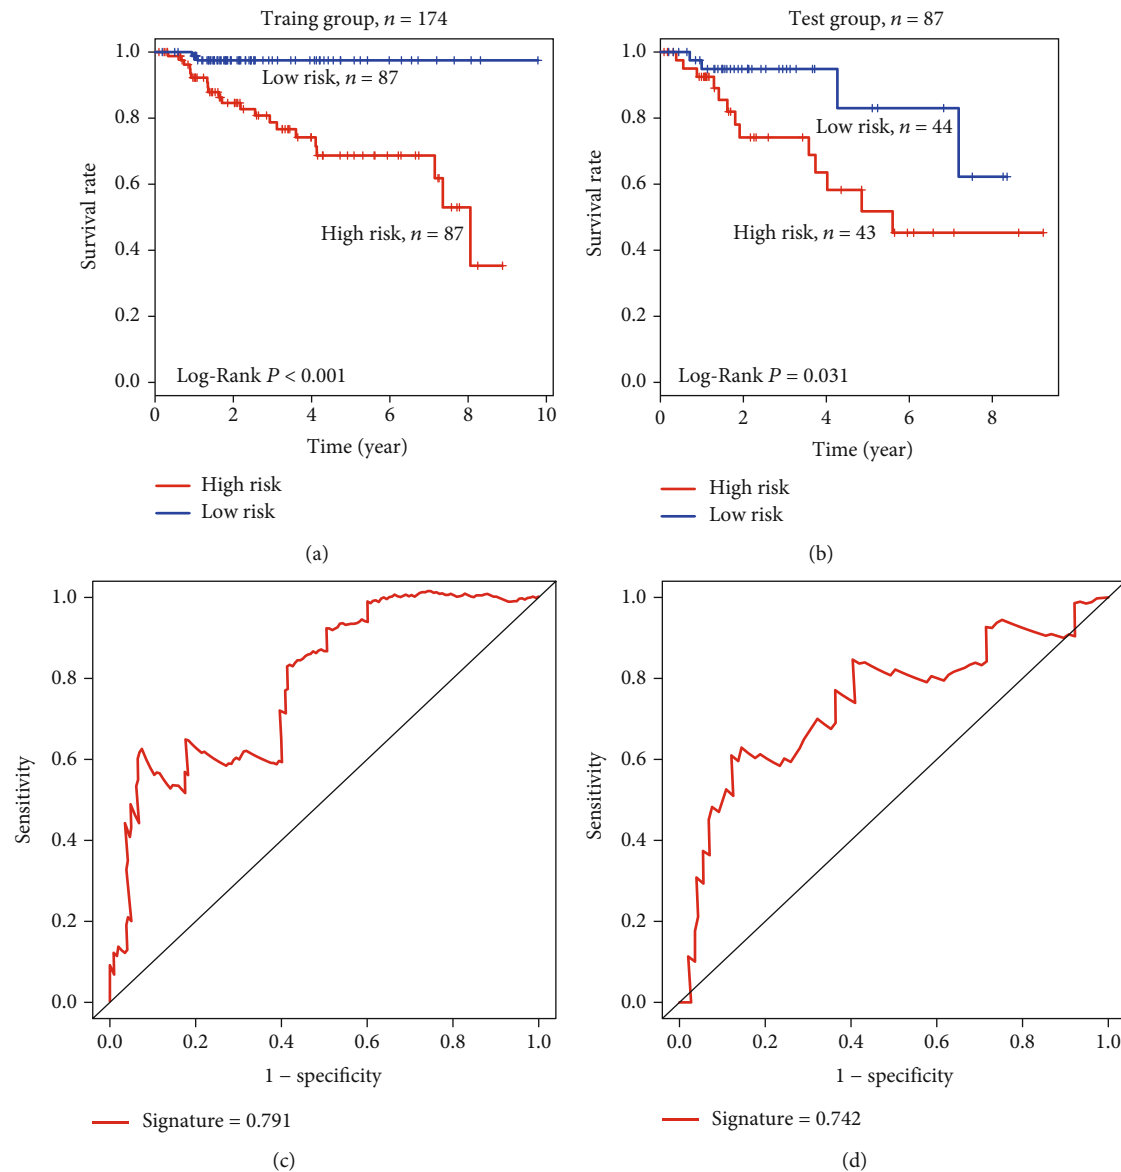 Traing group, n = 174
1.0
0.8
0.6
0.4
0.2
0.0
Survival rate
Low risk, n = 87
High risk, n = 87
Log-Rank P < 0.001
0 2 4 6 8 10
Time (year)
High risk
Low risk
(a)
Test group, n = 87
1.0
0.8
0.6
0.4
0.2
0.0
Survival rate
Low risk, n = 44
High risk, n = 43
Log-Rank P = 0.031
0 2 4 6 8
Time (year)
High risk
Low risk
(b)
1.0
0.8
0.6
0.4
0.2
0.0
Sensitivity
0.0 0.2 0.4 0.6 0.8 1.0
1 − specificity
Signature = 0.791
(c)
1.0
0.8
0.6
0.4
0.2
0.0
Sensitivity
0.0 0.2 0.4 0.6 0.8 1.0
1 − specificity
Signature = 0.742
(d)